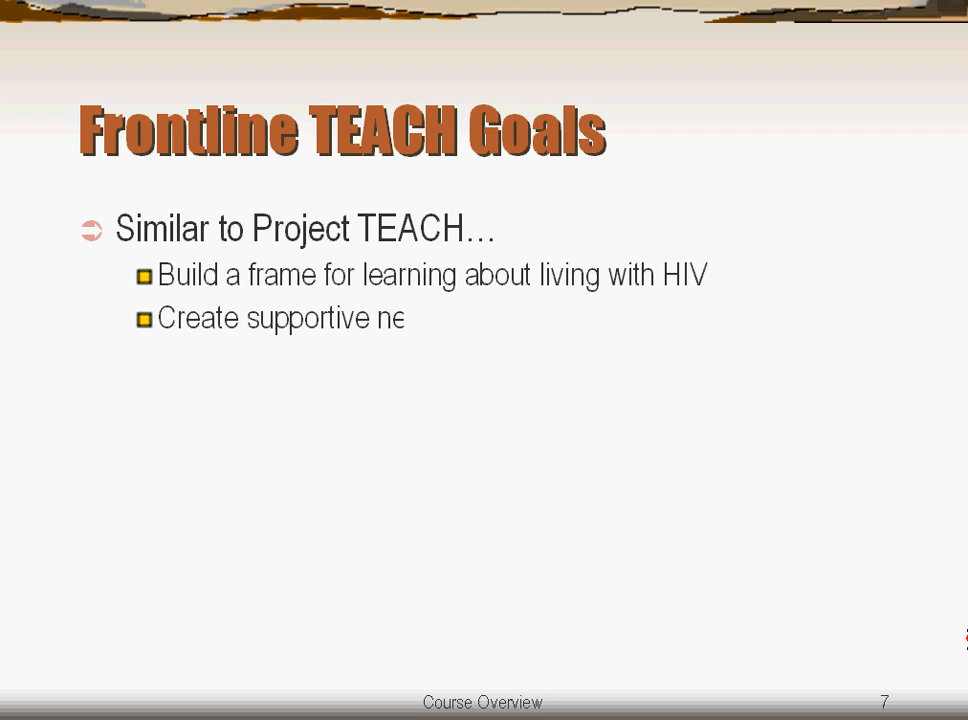 Frontline TEACH Goals
Similar to Project TEACH…
Build a frame for learning about living with HIV
Create supportive ne
Course Overview
7